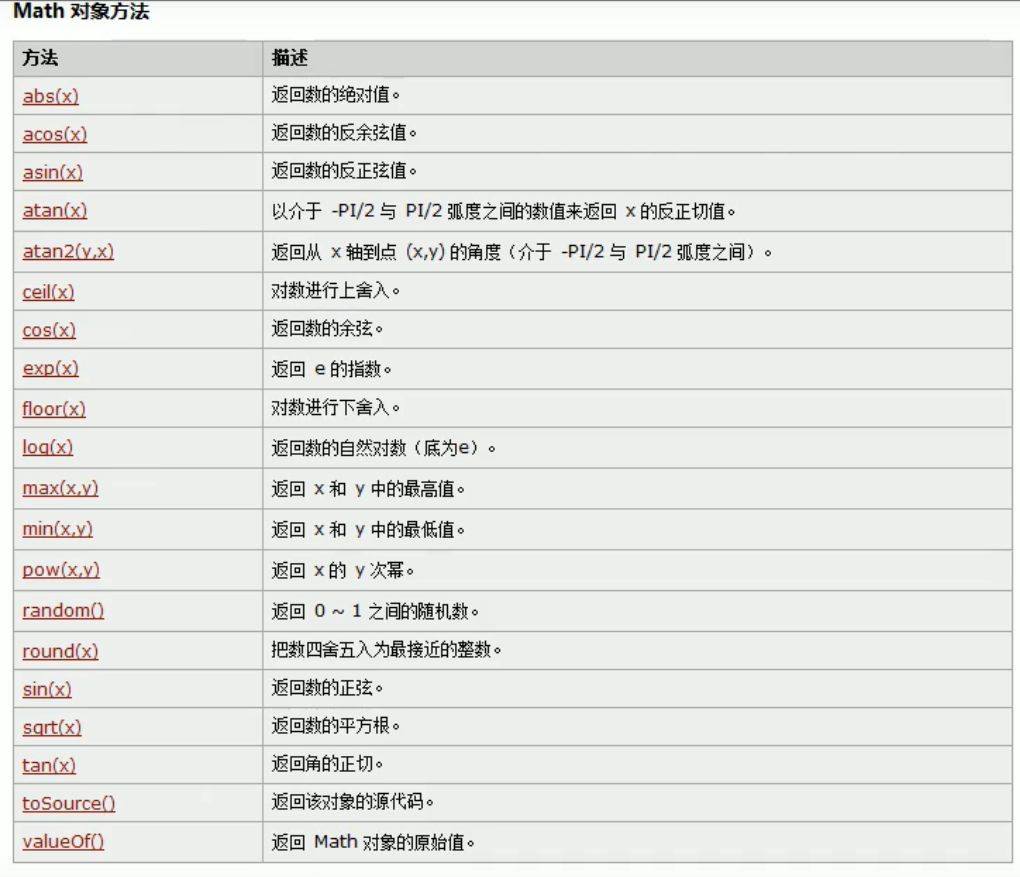 Math 对象方法
方法 描述
abs(x) 返回数的绝对值。
acos(x) 返回数的反余弦值。
asin(x) 返回数的反正弦值。
atan(x) 以介于 -PI/2 与 PI/2 弧度之间的数值来返回 x 的反正切值。
atan2(y,x) 返回从 x 轴到点 (x,y) 的角度（介于 -PI/2 与 PI/2 弧度之间）。
ceil(x) 对数进行上舍入。
cos(x) 返回数的余弦。
exp(x) 返回 e 的指数。
floor(x) 对数进行下舍入。
log(x) 返回数的自然对数（底为e）。
max(x,y) 返回 x 和 y 中的最高值。
min(x,y) 返回 x 和 y 中的最低值。
pow(x,y) 返回 x 的 y 次幂。
random() 返回 0 ~ 1 之间的随机数。
round(x) 把数四舍五入为最接近的整数。
sin(x) 返回数的正弦。
sqrt(x) 返回数的平方根。
tan(x) 返回角的正切。
toSource() 返回该对象的源代码。
valueOf() 返回 Math 对象的原始值。